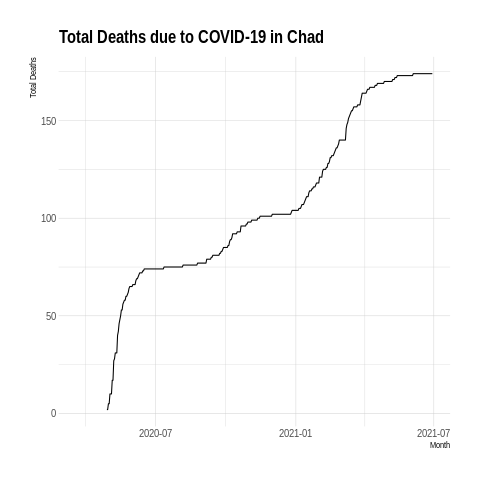 Total Deaths due to COVID-19 in Chad
Total Deaths
150
100
50
0
2020-07
2021-01
2021-07
Month